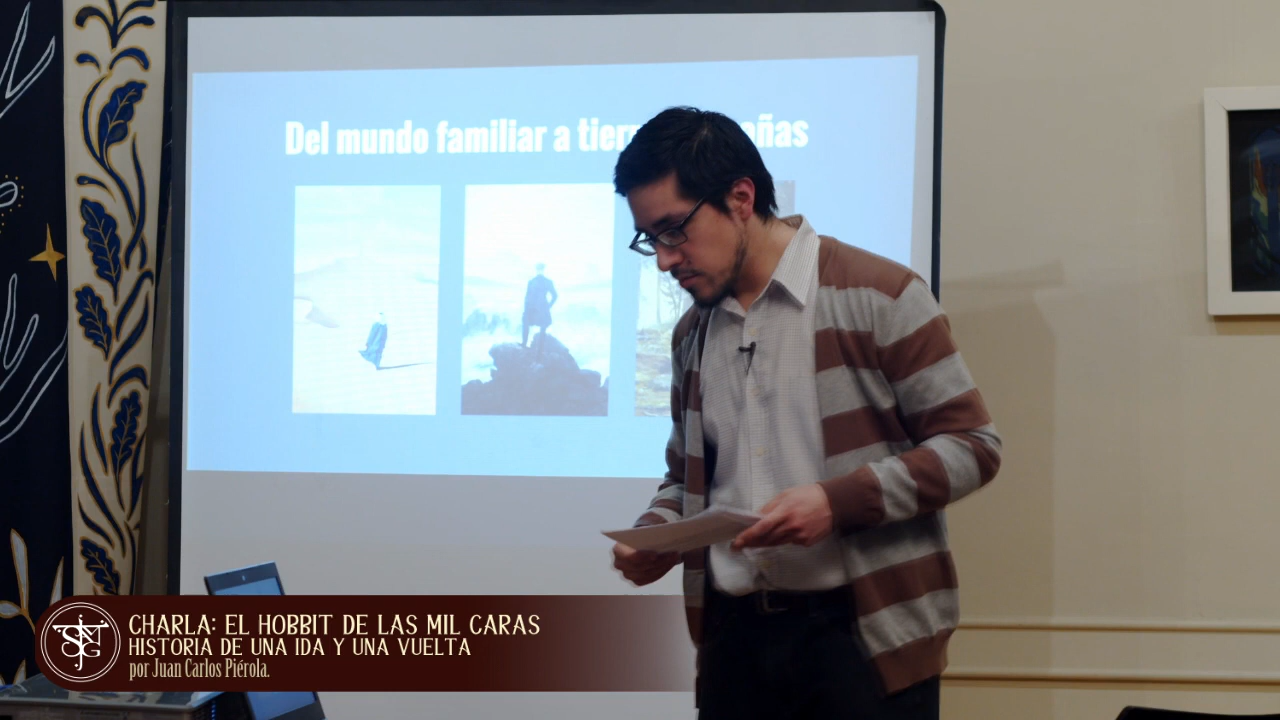 Del mundo familiar a
CHARLA: EL HOBBIT DE LAS MIL CARAS
HISTORIA DE UNA IDA Y UNA VUELTA
por Juan Carlos Piérola.